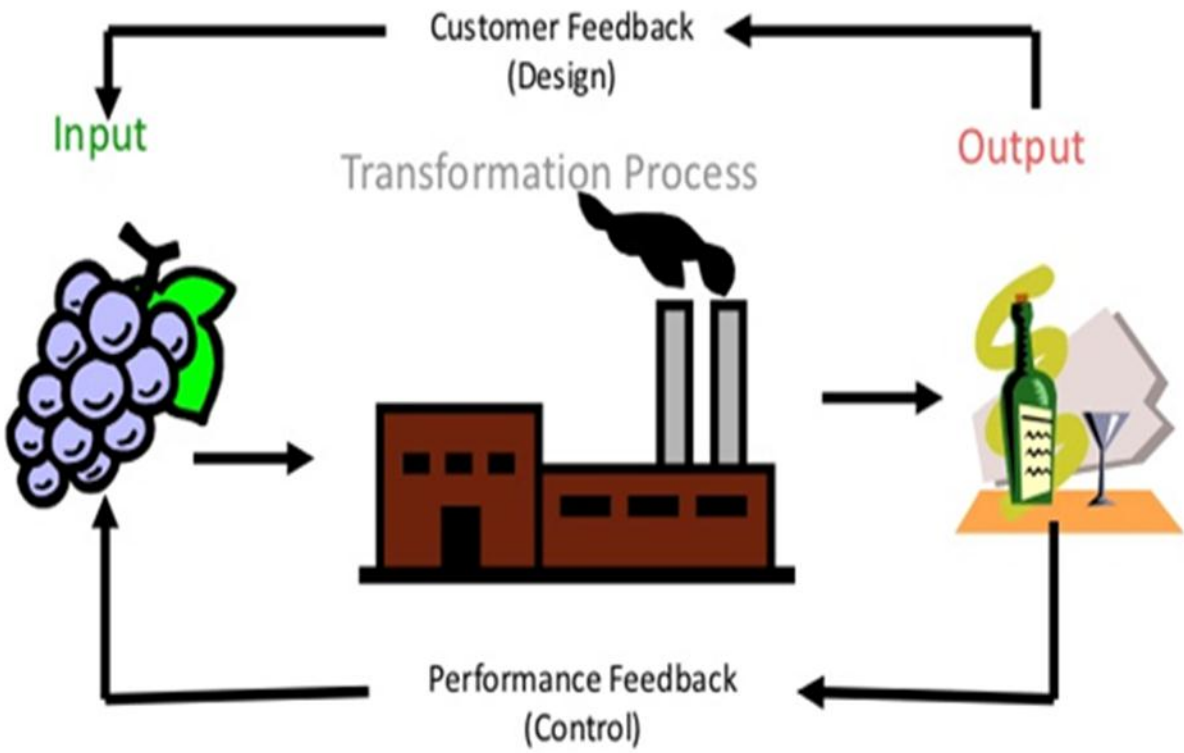 Customer Feedback
(Design)
Input
Transformation Process
Output
Performance Feedback
(Control)